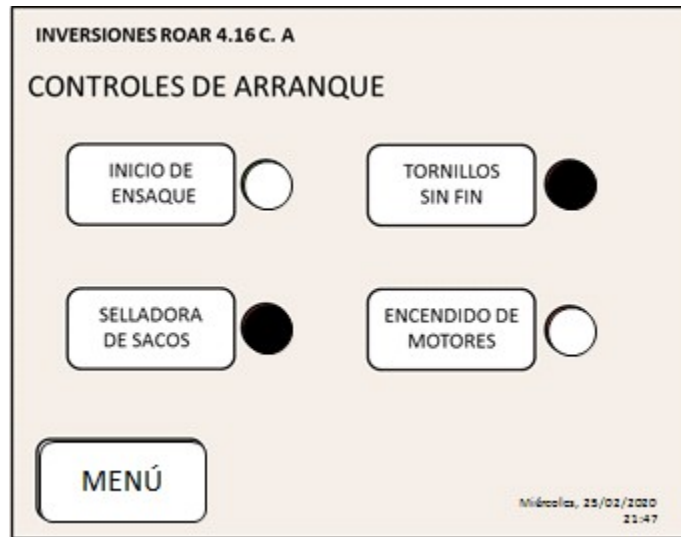 INVERSIONES ROAR 4.16 C. A
CONTROLES DE ARRANQUE
INICIO DE
ENSAQUE
TORNILLOS
SIN FIN
SELLADORA
DE SACOS
ENCENDIDO DE
MOTORES
MENÚ
Miércoles, 25/02/2020
21:47